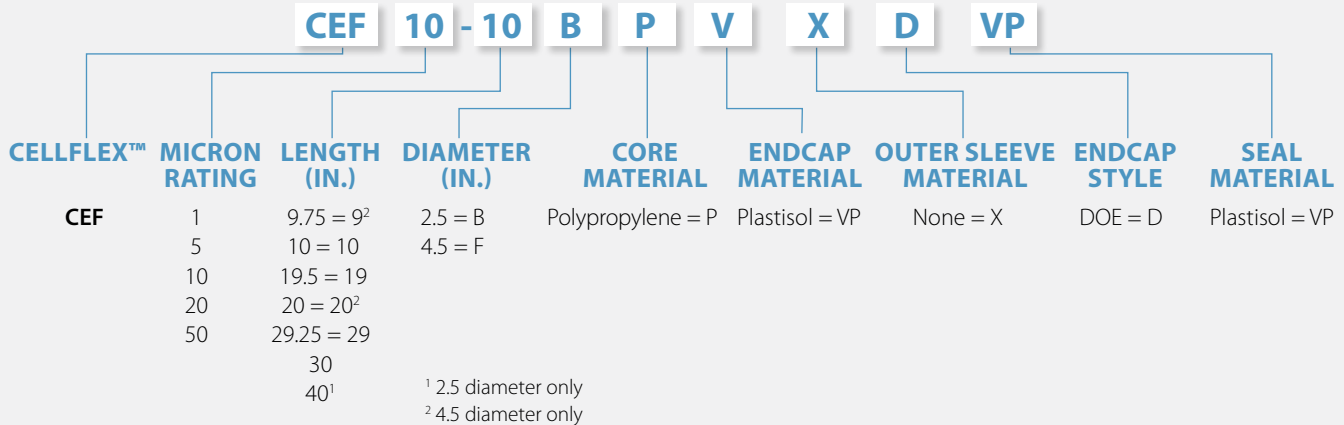 CEF 10 - 10 B P V X D VP
CELLFLEX™ MICRON RATING LENGTH (IN.) DIAMETER (IN.) CORE MATERIAL ENDCAP MATERIAL OUTER SLEEVE MATERIAL ENDCAP STYLE SEAL MATERIAL
CEF 1 9.75 = 9² 2.5 = B Polypropylene = P Plastisol = VP None = X DOE = D Plastisol = VP
5 10 = 10 4.5 = F
10 19.5 = 19
20 20 = 20²
50 29.25 = 29
30
40¹
¹ 2.5 diameter only
² 4.5 diameter only